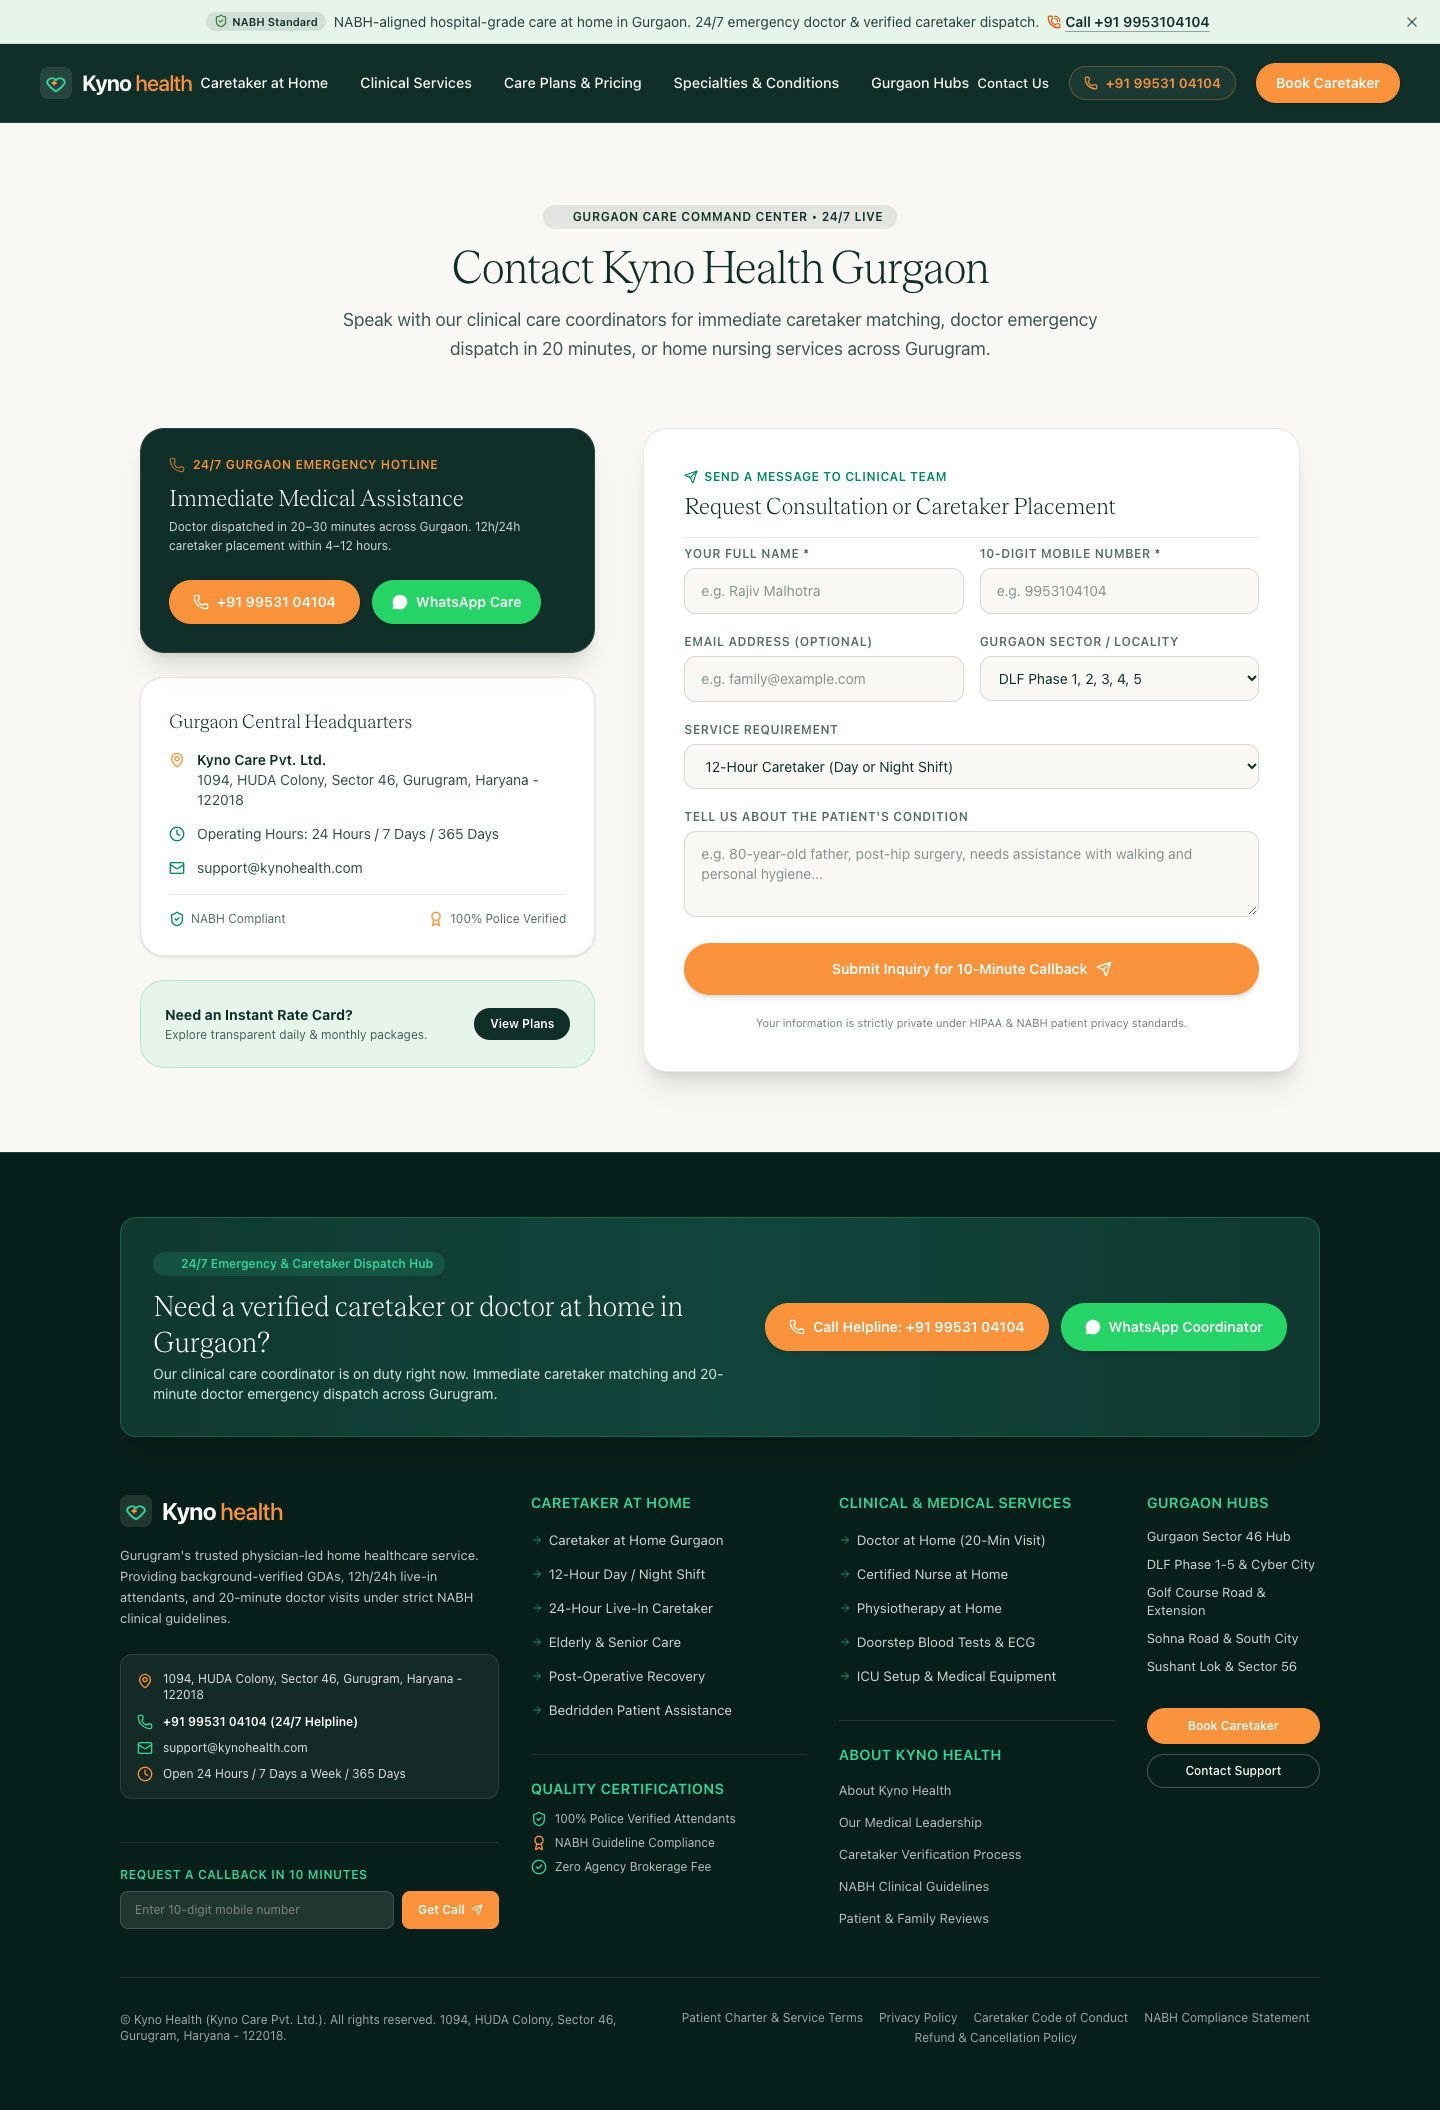 NABH Standard NABH-aligned hospital-grade care at home in Gurgaon. 24/7 emergency doctor & verified caretaker dispatch. Call +91 9953104104
Kyno health Caretaker at Home Clinical Services Care Plans & Pricing Specialties & Conditions Gurgaon Hubs Contact Us +91 99531 04104 Book Caretaker
GURGAON CARE COMMAND CENTER • 24/7 LIVE
Contact Kyno Health Gurgaon
Speak with our clinical care coordinators for immediate caretaker matching, doctor emergency
dispatch in 20 minutes, or home nursing services across Gurugram.
24/7 GURGAON EMERGENCY HOTLINE
Immediate Medical Assistance
Doctor dispatched in 20–30 minutes across Gurgaon. 12h/24h
caretaker placement within 4–12 hours.
+91 99531 04104 WhatsApp Care
Gurgaon Central Headquarters
Kyno Care Pvt. Ltd.
1094, HUDA Colony, Sector 46, Gurugram, Haryana -
122018
Operating Hours: 24 Hours / 7 Days / 365 Days
support@kynohealth.com
NABH Compliant 100% Police Verified
Need an Instant Rate Card?
Explore transparent daily & monthly packages.
View Plans
SEND A MESSAGE TO CLINICAL TEAM
Request Consultation or Caretaker Placement
YOUR FULL NAME * 10-DIGIT MOBILE NUMBER *
e.g. Rajiv Malhotra e.g. 9953104104
EMAIL ADDRESS (OPTIONAL) GURGAON SECTOR / LOCALITY
e.g. family@example.com DLF Phase 1, 2, 3, 4, 5
SERVICE REQUIREMENT
12-Hour Caretaker (Day or Night Shift)
TELL US ABOUT THE PATIENT'S CONDITION
e.g. 80-year-old father, post-hip surgery, needs assistance with walking and
personal hygiene...
Submit Inquiry for 10-Minute Callback
Your information is strictly private under HIPAA & NABH patient privacy standards.
24/7 Emergency & Caretaker Dispatch Hub
Need a verified caretaker or doctor at home in
Gurgaon?
Our clinical care coordinator is on duty right now. Immediate caretaker matching and 20-
minute doctor emergency dispatch across Gurugram.
Call Helpline: +91 99531 04104 WhatsApp Coordinator
Kyno health
Gurugram's trusted physician-led home healthcare service.
Providing background-verified GDAs, 12h/24h live-in
attendants, and 20-minute doctor visits under strict NABH
clinical guidelines.
1094, HUDA Colony, Sector 46, Gurugram, Haryana -
122018
+91 99531 04104 (24/7 Helpline)
support@kynohealth.com
Open 24 Hours / 7 Days a Week / 365 Days
REQUEST A CALLBACK IN 10 MINUTES
Enter 10-digit mobile number Get Call
CARETAKER AT HOME
Caretaker at Home Gurgaon
12-Hour Day / Night Shift
24-Hour Live-In Caretaker
Elderly & Senior Care
Post-Operative Recovery
Bedridden Patient Assistance
QUALITY CERTIFICATIONS
100% Police Verified Attendants
NABH Guideline Compliance
Zero Agency Brokerage Fee
CLINICAL & MEDICAL SERVICES
Doctor at Home (20-Min Visit)
Certified Nurse at Home
Physiotherapy at Home
Doorstep Blood Tests & ECG
ICU Setup & Medical Equipment
ABOUT KYNO HEALTH
About Kyno Health
Our Medical Leadership
Caretaker Verification Process
NABH Clinical Guidelines
Patient & Family Reviews
GURGAON HUBS
Gurgaon Sector 46 Hub
DLF Phase 1-5 & Cyber City
Golf Course Road &
Extension
Sohna Road & South City
Sushant Lok & Sector 56
Book Caretaker
Contact Support
© Kyno Health (Kyno Care Pvt. Ltd.). All rights reserved. 1094, HUDA Colony, Sector 46,
Gurugram, Haryana - 122018.
Patient Charter & Service Terms Privacy Policy Caretaker Code of Conduct NABH Compliance Statement
Refund & Cancellation Policy